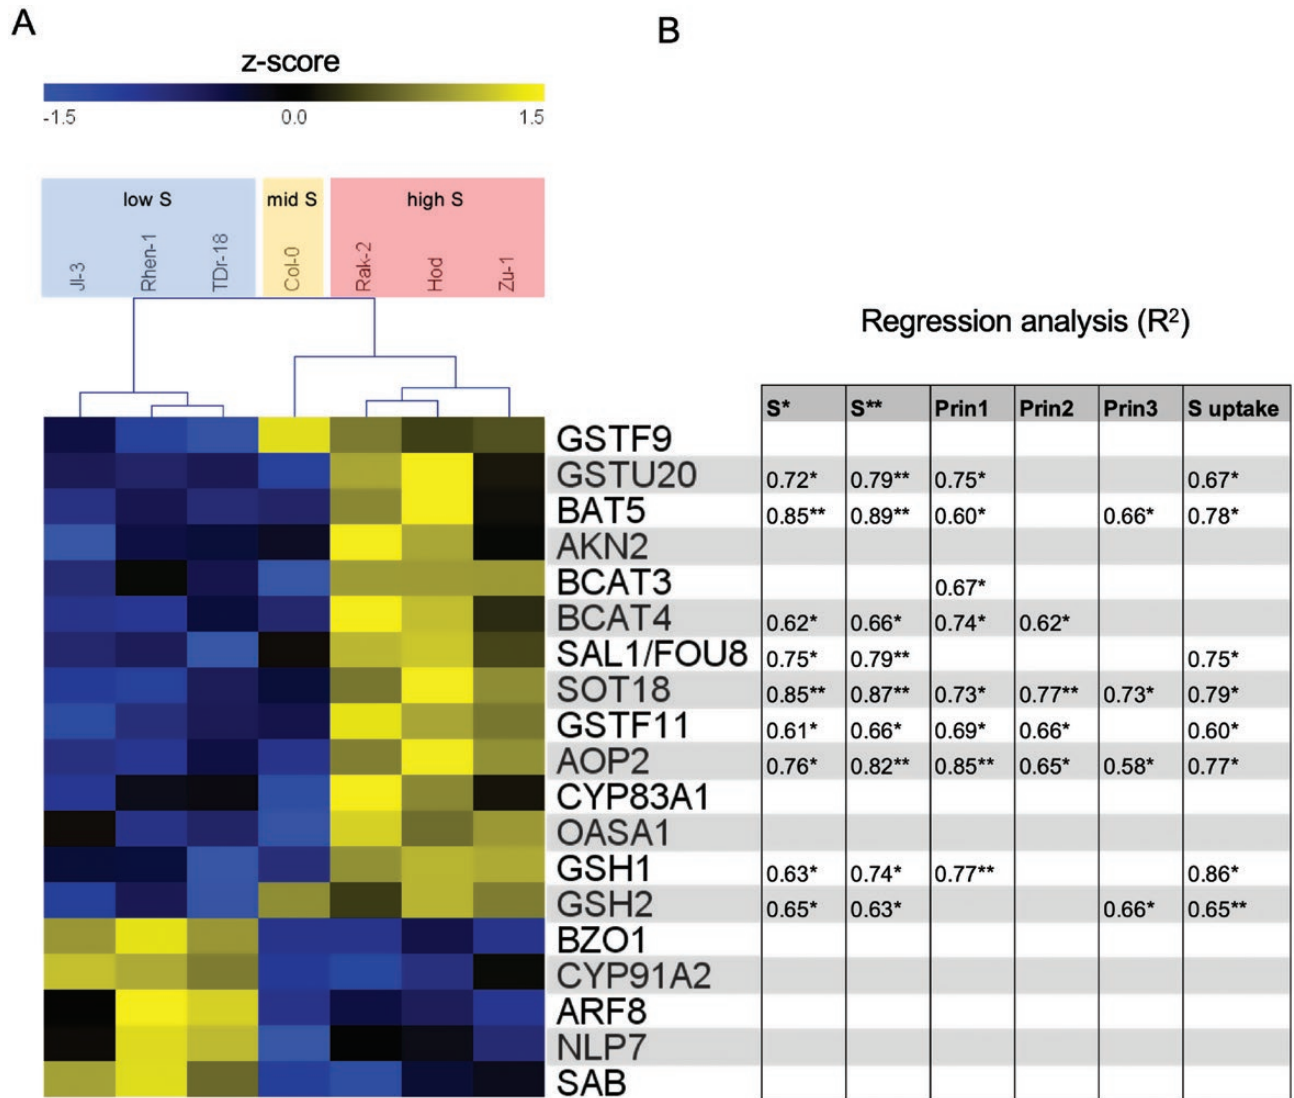 A
B
z-score
-1.5 0.0 1.5
low S mid S high S
Jl-3 Rhen-1 TDr-18 Col-0 Rak-2 Hod Zu-1
Regression analysis (R²)
S* S** Prin1 Prin2 Prin3 S uptake
GSTF9
GSTU20 0.72* 0.79** 0.75* 0.67*
BAT5 0.85** 0.89** 0.60* 0.66* 0.78*
AKN2
BCAT3 0.67*
BCAT4 0.62* 0.66* 0.74* 0.62*
SAL1/FOU8 0.75* 0.79** 0.75*
SOT18 0.85** 0.87** 0.73* 0.77** 0.73* 0.79*
GSTF11 0.61* 0.66* 0.69* 0.66* 0.60*
AOP2 0.76* 0.82** 0.85** 0.65* 0.58* 0.77*
CYP83A1
OASA1
GSH1 0.63* 0.74* 0.77** 0.86*
GSH2 0.65* 0.63* 0.66* 0.65**
BZO1
CYP91A2
ARF8
NLP7
SAB